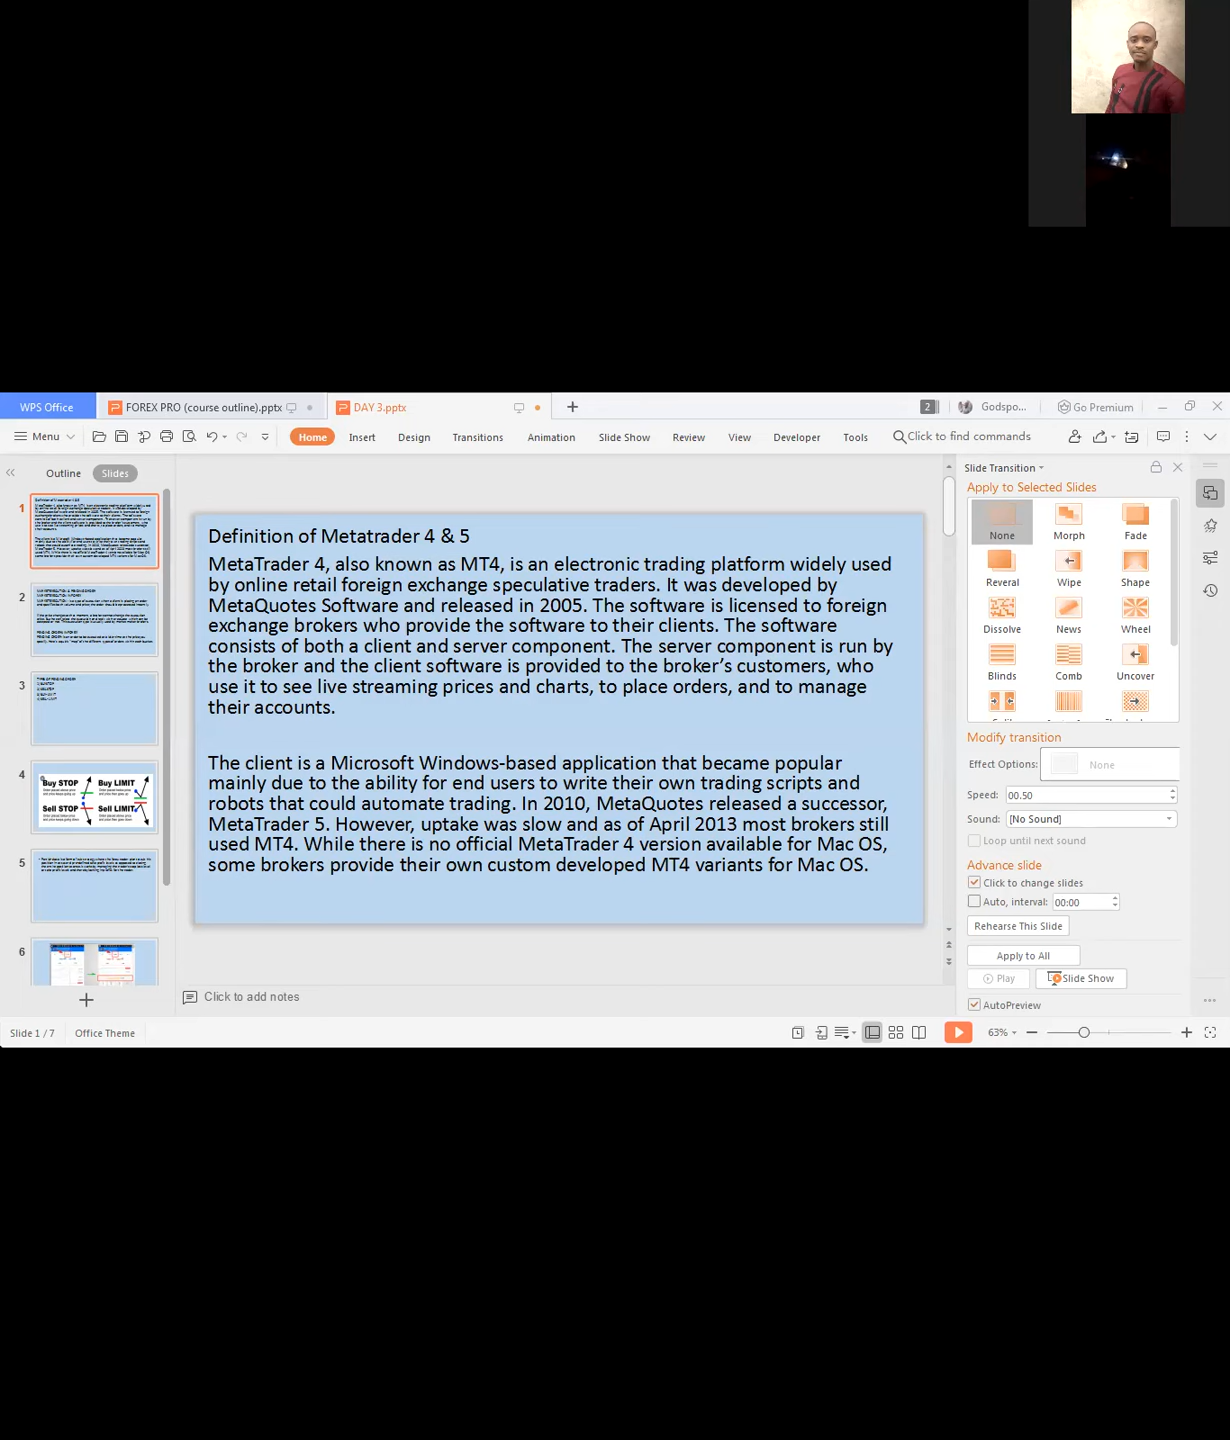 WPS Office
FOREX PRO (course outline).pptx
DAY 3.pptx
2
Godspo...
Go Premium
Menu
Home
Insert
Design
Transitions
Animation
Slide Show
Review
View
Developer
Tools
Click to find commands
Outline
Slides
1
2
3
4
Buy STOP
Buy LIMIT
Sell STOP
Sell LIMIT
5
6
Definition of Metatrader 4 & 5
MetaTrader 4, also known as MT4, is an electronic trading platform widely used
by online retail foreign exchange speculative traders. It was developed by
MetaQuotes Software and released in 2005. The software is licensed to foreign
exchange brokers who provide the software to their clients. The software
consists of both a client and server component. The server component is run by
the broker and the client software is provided to the broker’s customers, who
use it to see live streaming prices and charts, to place orders, and to manage
their accounts.
The client is a Microsoft Windows-based application that became popular
mainly due to the ability for end users to write their own trading scripts and
robots that could automate trading. In 2010, MetaQuotes released a successor,
MetaTrader 5. However, uptake was slow and as of April 2013 most brokers still
used MT4. While there is no official MetaTrader 4 version available for Mac OS,
some brokers provide their own custom developed MT4 variants for Mac OS.
Click to add notes
Slide Transition
Apply to Selected Slides
None
Morph
Fade
Reveral
Wipe
Shape
Dissolve
News
Wheel
Blinds
Comb
Uncover
Modify transition
Effect Options:
None
Speed:
00.50
Sound:
[No Sound]
Loop until next sound
Advance slide
Click to change slides
Auto, interval:
00:00
Rehearse This Slide
Apply to All
Play
Slide Show
AutoPreview
Slide 1 / 7
Office Theme
63%